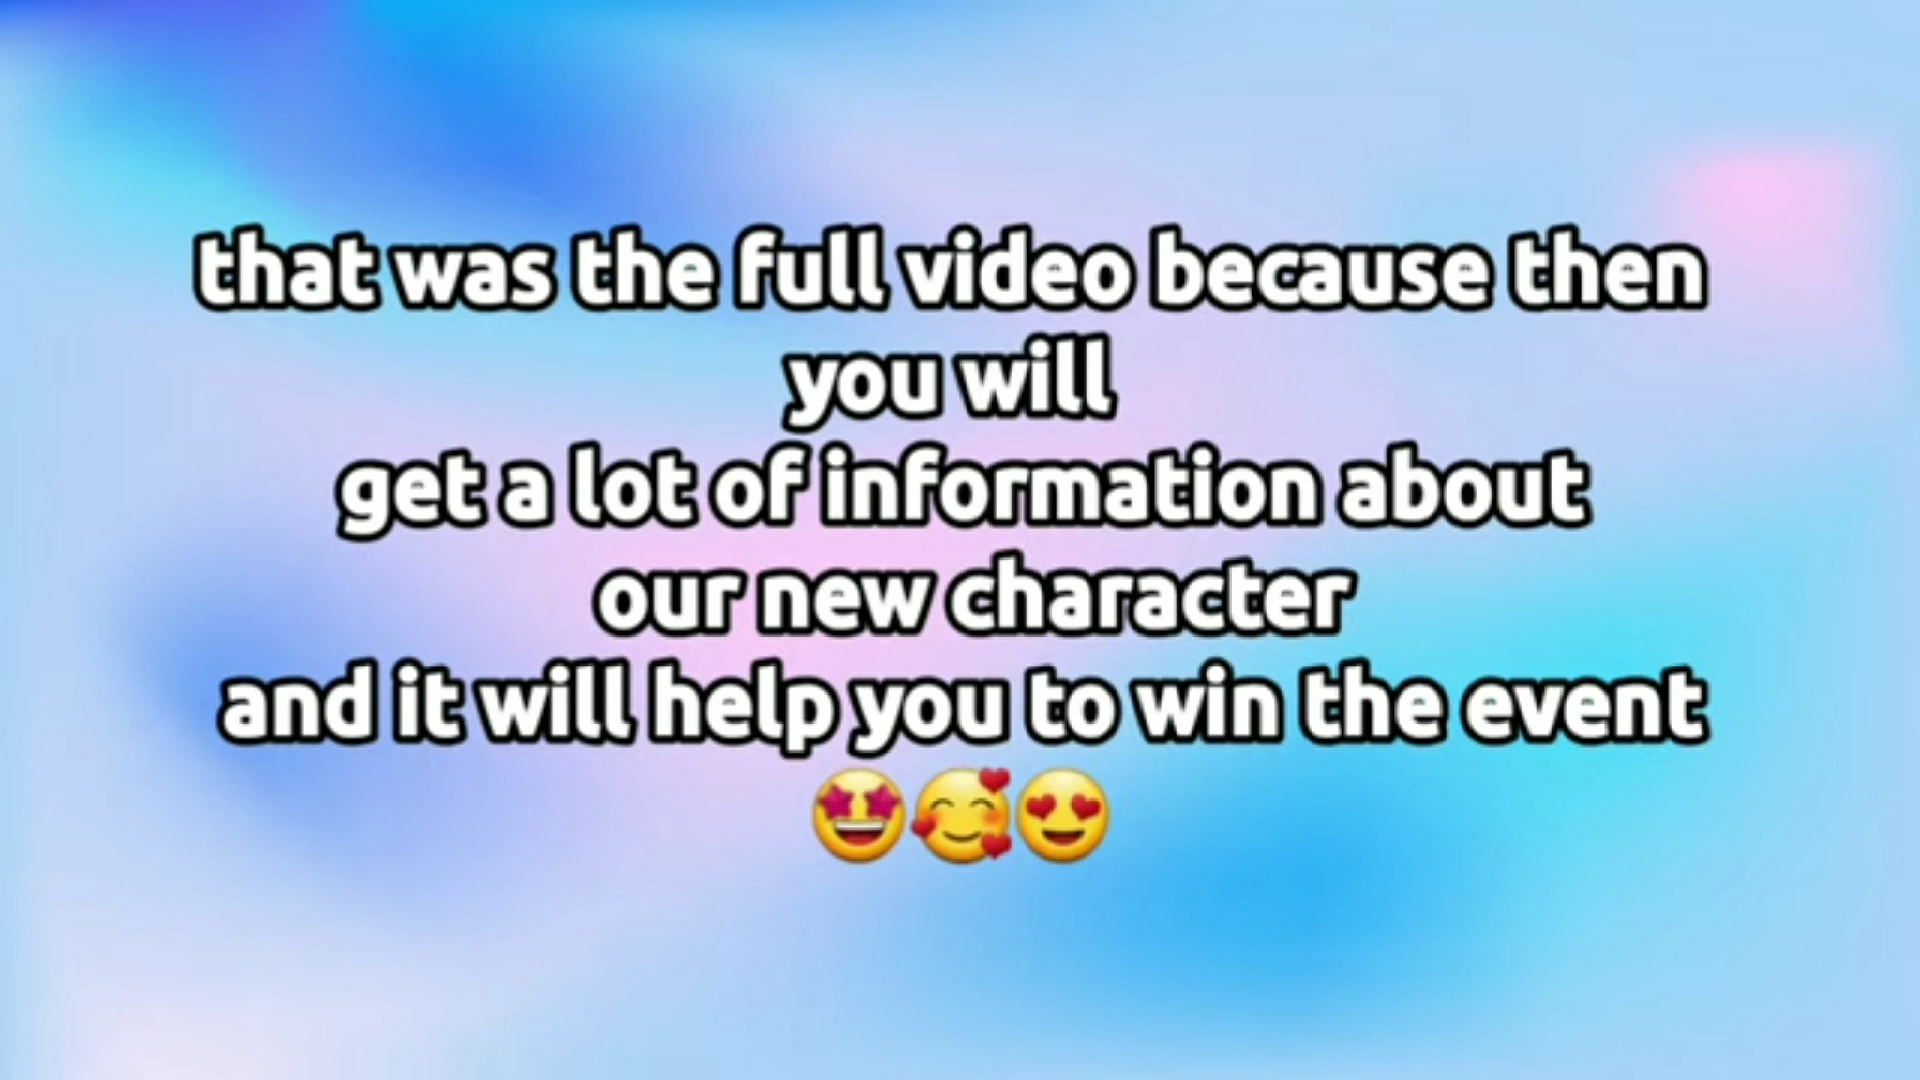 that was the full video because then
you will
get a lot of information about
our new character
and it will help you to win the event
🤩🥰😍